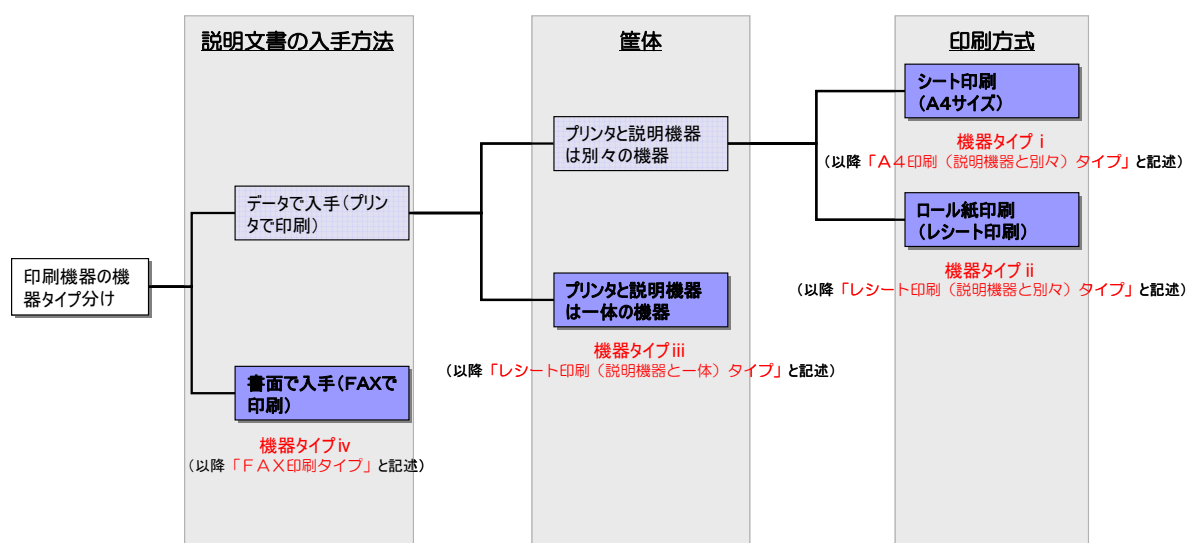 説明文書の入手方法
筐体
印刷方式
シート印刷
(A4サイズ)
機器タイプ i
(以降「A4印刷(説明機器と別々)タイプ」と記述)
プリンタと説明機器
は別々の機器
データで入手(プリン
タで印刷)
ロール紙印刷
(レシート印刷)
機器タイプ ii
(以降「レシート印刷(説明機器と別々)タイプ」と記述)
印刷機器の機
器タイプ分け
プリンタと説明機器
は一体の機器
機器タイプ iii
(以降「レシート印刷(説明機器と一体)タイプ」と記述)
書面で入手(FAXで
印刷)
機器タイプ iv
(以降「FAX印刷タイプ」と記述)